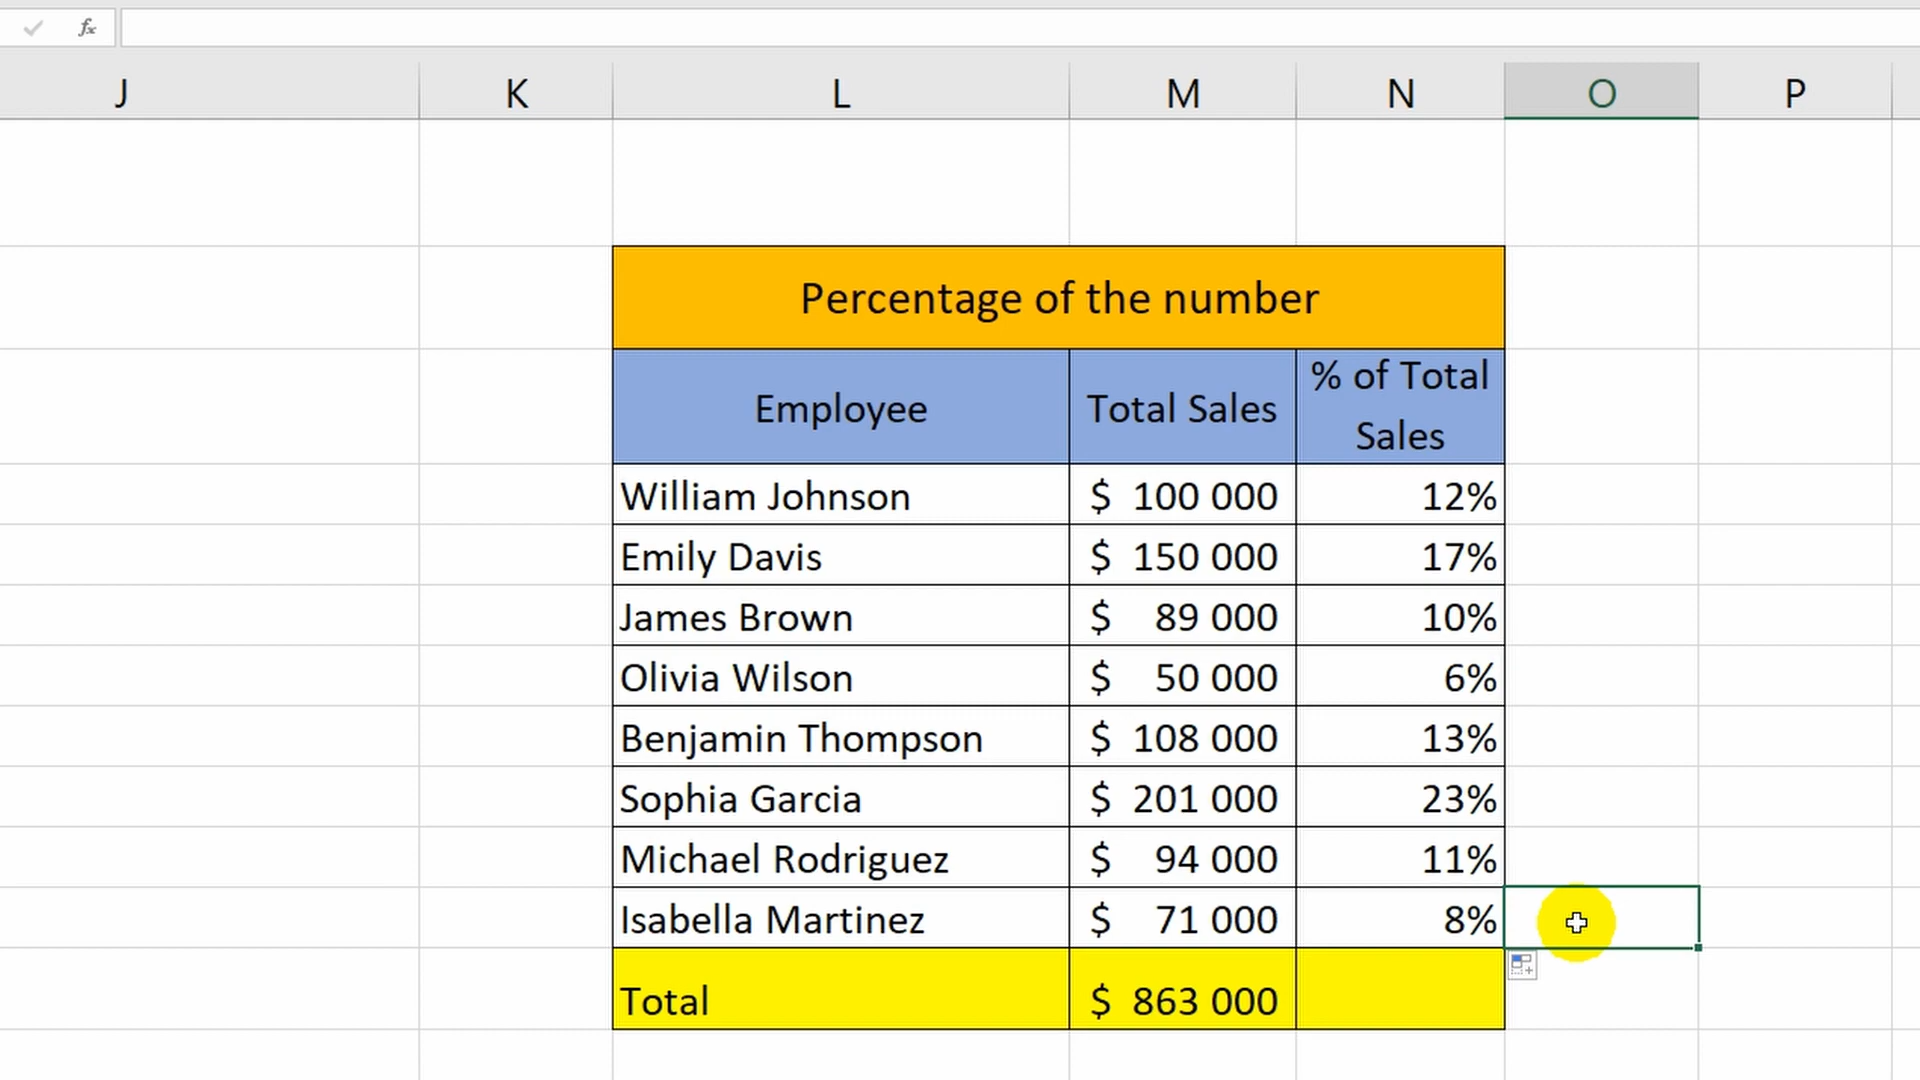 fx
J K L M N O P
Percentage of the number
Employee Total Sales % of Total Sales
William Johnson $ 100 000 12%
Emily Davis $ 150 000 17%
James Brown $ 89 000 10%
Olivia Wilson $ 50 000 6%
Benjamin Thompson $ 108 000 13%
Sophia Garcia $ 201 000 23%
Michael Rodriguez $ 94 000 11%
Isabella Martinez $ 71 000 8%
Total $ 863 000